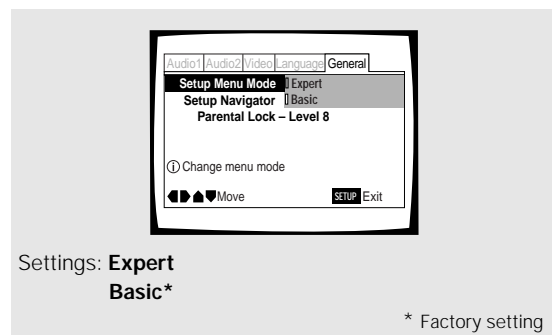 Audio1 Audio2 Video Language General
Setup Menu Mode Expert
Setup Navigator Basic
Parental Lock – Level 8
ⓘ Change menu mode
Move SETUP Exit
Settings: Expert
Basic*
* Factory setting